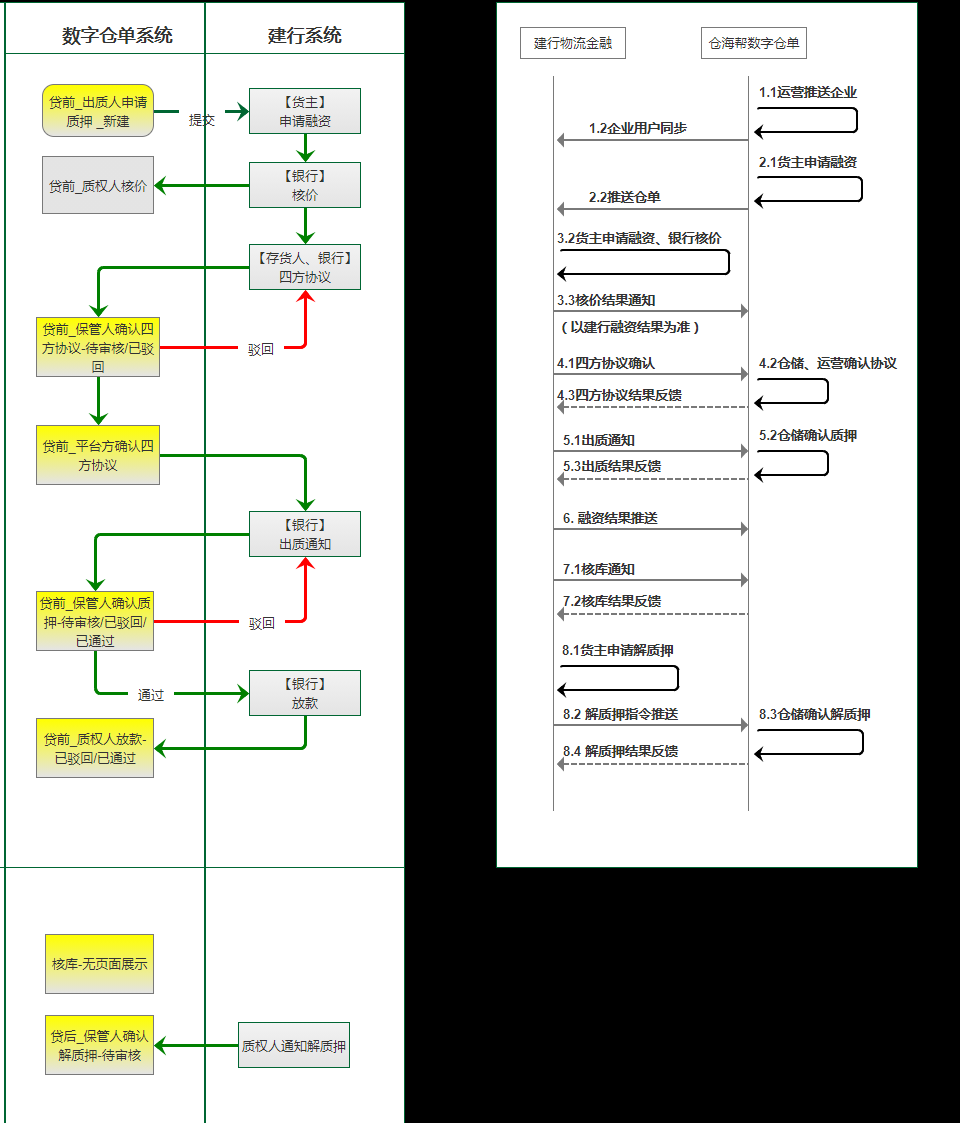 数字仓单系统
建行系统
贷前_出质人申请
质押 _新建
提交
【货主】
申请融资
贷前_质权人核价
【银行】
核价
【存货人、银行】
四方协议
贷前_保管人确认四
方协议-待审核/已驳
回
驳回
贷前_平台方确认四
方协议
【银行】
出质通知
贷前_保管人确认质
押-待审核/已驳回/
已通过
驳回
通过
【银行】
放款
贷前_质权人放款-
已驳回/已通过
核库-无页面展示
贷后_保管人确认
解质押-待审核
质权人通知解质押
建行物流金融
仓海帮数字仓单
1.1运营推送企业
1.2企业用户同步
2.1货主申请融资
2.2推送仓单
3.2货主申请融资、银行核价
3.3核价结果通知
（以建行融资结果为准）
4.1四方协议确认
4.2仓储、运营确认协议
4.3四方协议结果反馈
5.1出质通知
5.2仓储确认质押
5.3出质结果反馈
6. 融资结果推送
7.1核库通知
7.2核库结果反馈
8.1货主申请解质押
8.2 解质押指令推送
8.3仓储确认解质押
8.4 解质押结果反馈